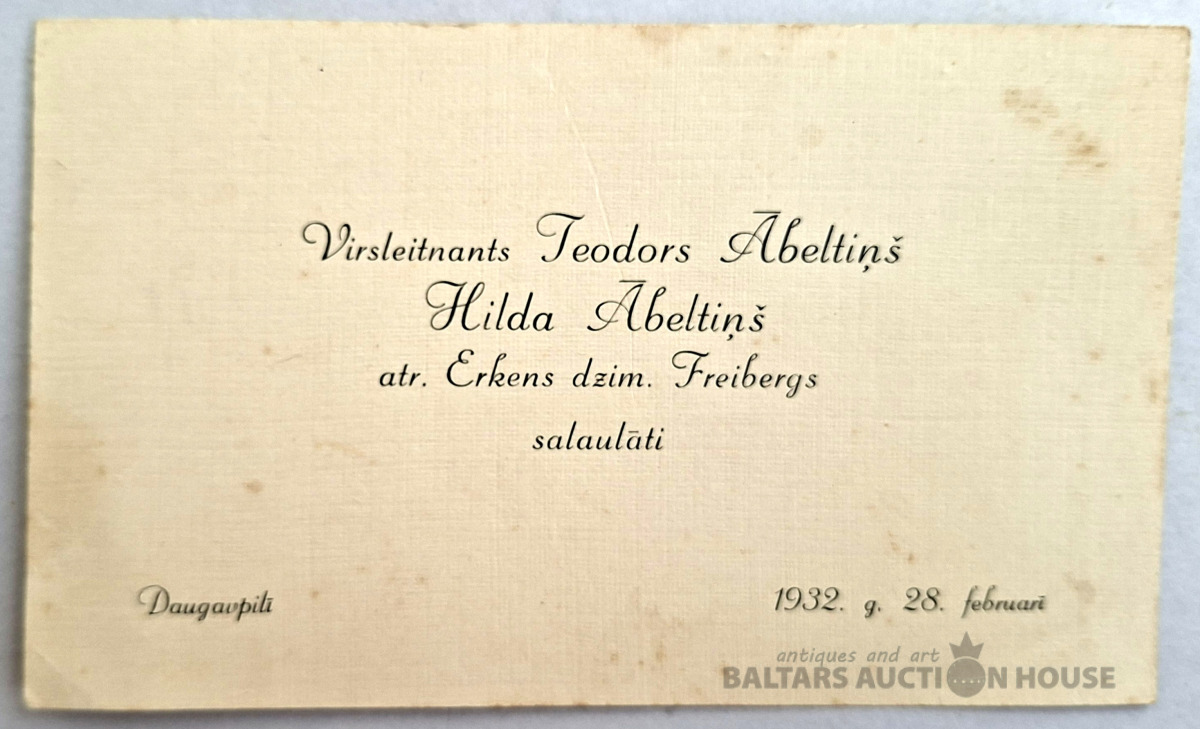 Virsleitnants Teodors Ābeltiņš
Hilda Ābeltiņš
atr. Erkens dzim. Freibergs
salaulāti
Daugavpilī
1932. g. 28. februarī
antiques and art
BALTARS AUCTION HOUSE